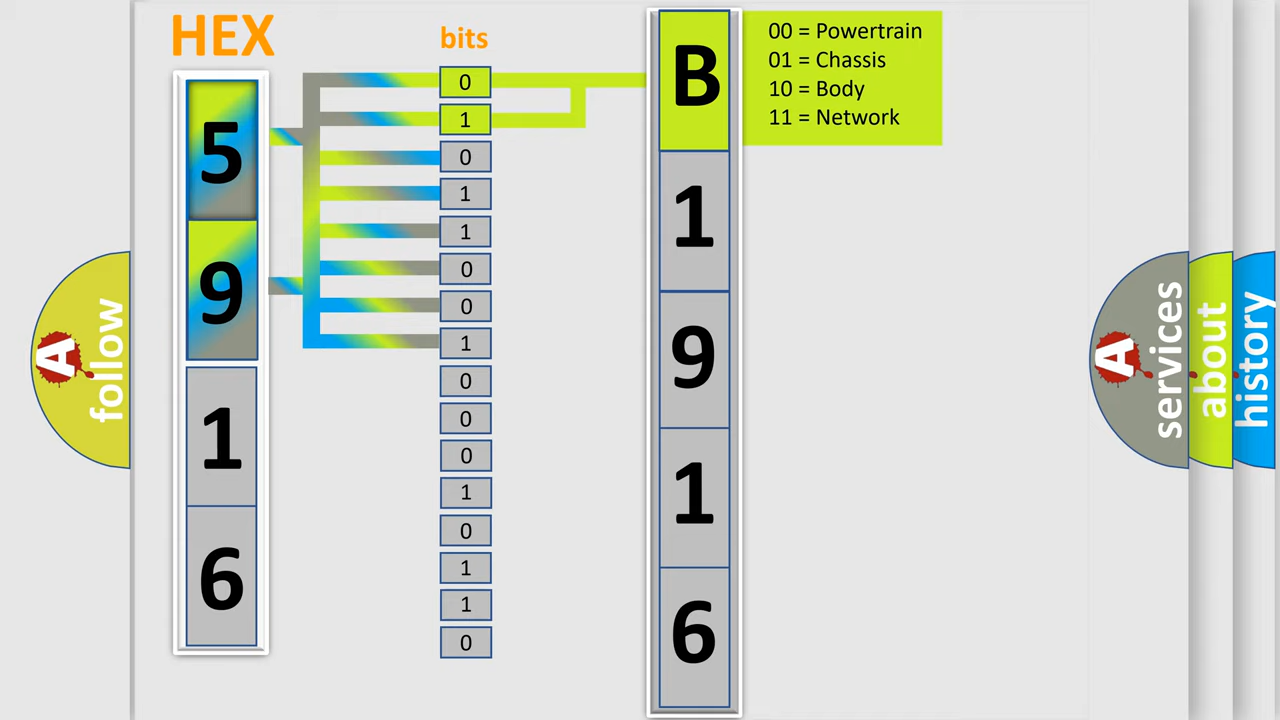 HEX
bits
5
9
1
6
0
1
0
1
1
0
0
1
0
0
0
1
0
1
1
0
B
1
9
1
6
00 = Powertrain
01 = Chassis
10 = Body
11 = Network
A
follow
A
services
about
history